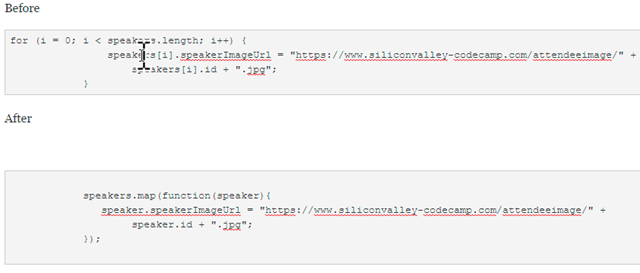 Before
for (i = 0; i < speakers.length; i++) {
speakers[i].speakerImageUrl = "https://www.siliconvalley-codecamp.com/attendeeimage/" +
speakers[i].id + ".jpg";
}
After
speakers.map(function(speaker){
speaker.speakerImageUrl = "https://www.siliconvalley-codecamp.com/attendeeimage/" +
speaker.id + ".jpg";
});